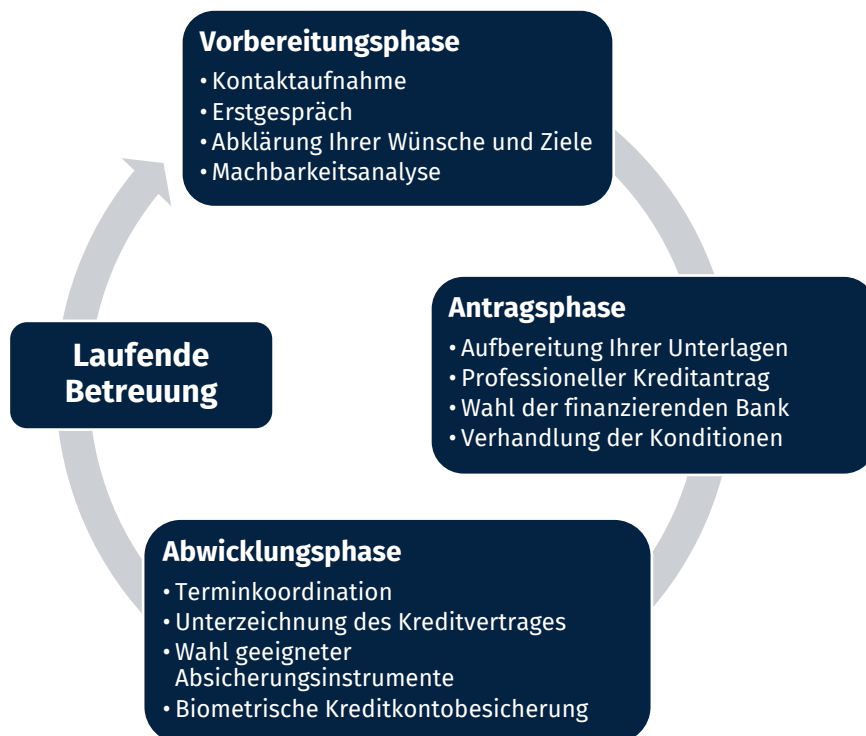 Vorbereitungsphase
• Kontaktaufnahme
• Erstgespräch
• Abklärung Ihrer Wünsche und Ziele
• Machbarkeitsanalyse
Antragsphase
• Aufbereitung Ihrer Unterlagen
• Professioneller Kreditantrag
• Wahl der finanzierenden Bank
• Verhandlung der Konditionen
Abwicklungsphase
• Terminkoordination
• Unterzeichnung des Kreditvertrages
• Wahl geeigneter
Absicherungsinstrumente
• Biometrische Kreditkontobesicherung
Laufende
Betreuung